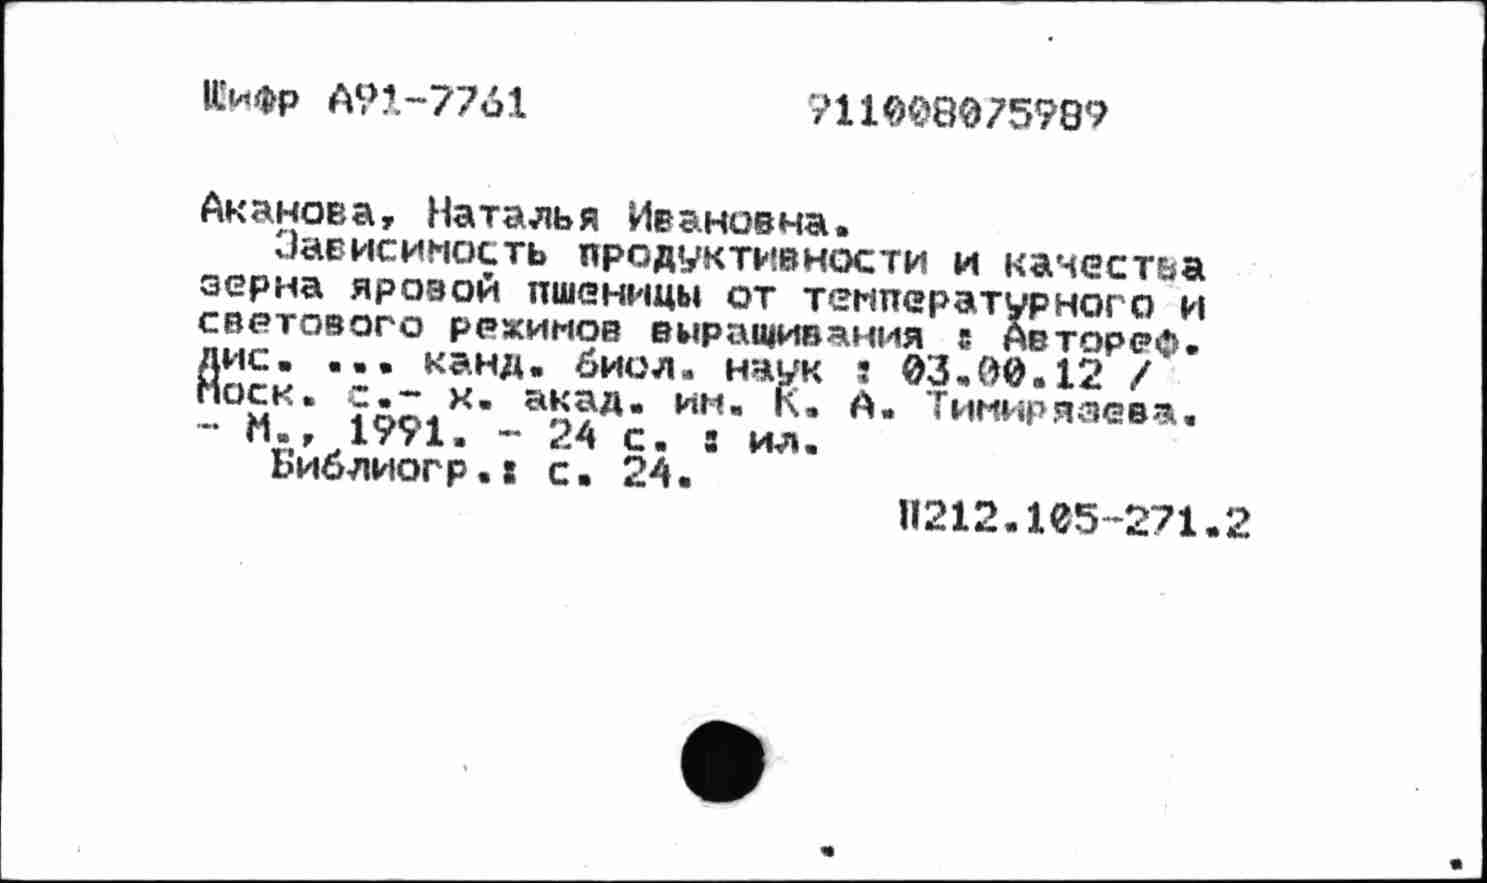 Шифр А91-7761
911008075989
Аканова, Наталья Ивановна.
Зависимость продуктивности и качества
зерна яровой пшеницы от температурного и
светового режимов выращивания : Автореф.
дис. ... канд. биол. наук : 03.00.12 /
Моск. с.- х. акад. им. К. А. Тимирязева.
- М., 1991. - 24 с. : ил.
Библиогр.: с. 24.
П212.105-271.2